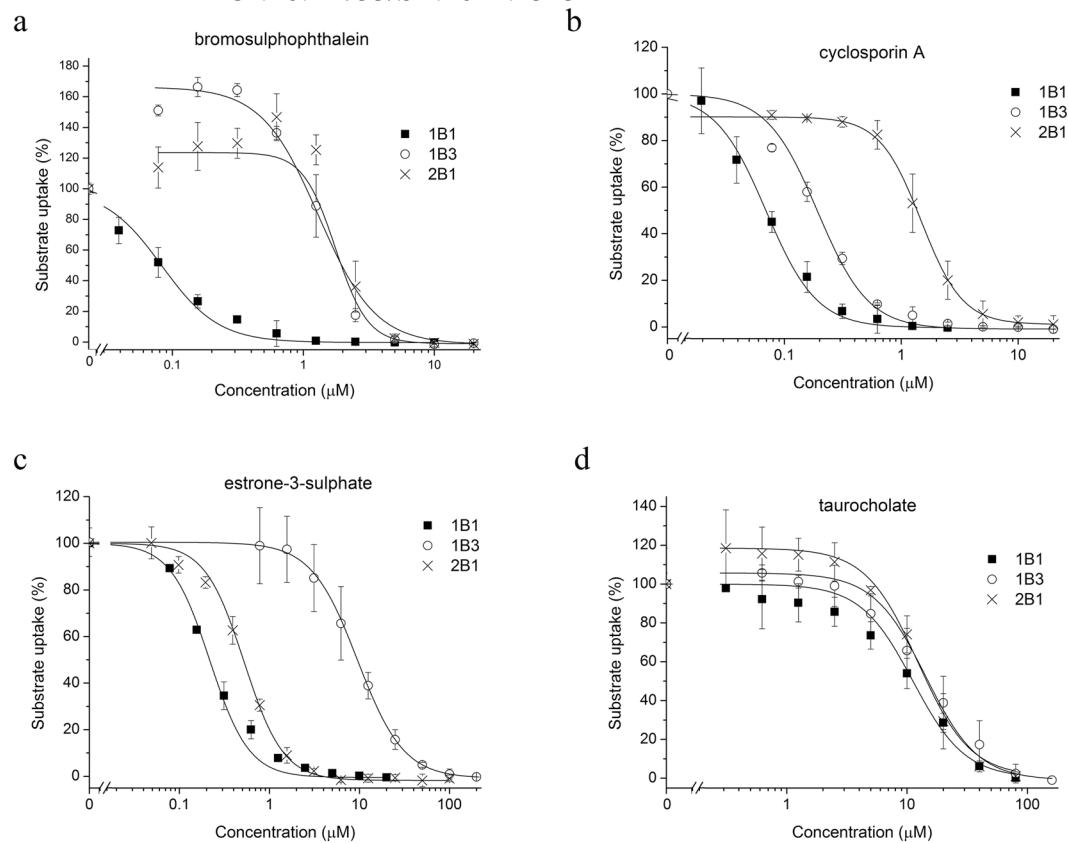 a
bromosulphophthalein
180
160
140
120
100
80
60
40
20
0
Substrate uptake (%)
1B1
1B3
2B1
0
0.1
1
10
Concentration (μM)
b
cyclosporin A
120
100
80
60
40
20
0
Substrate uptake (%)
1B1
1B3
2B1
0
0.1
1
10
Concentration (μM)
c
estrone-3-sulphate
120
100
80
60
40
20
0
Substrate uptake (%)
1B1
1B3
2B1
0
0.1
1
10
100
Concentration (μM)
d
taurocholate
140
120
100
80
60
40
20
0
Substrate uptake (%)
1B1
1B3
2B1
0
1
10
100
Concentration (μM)